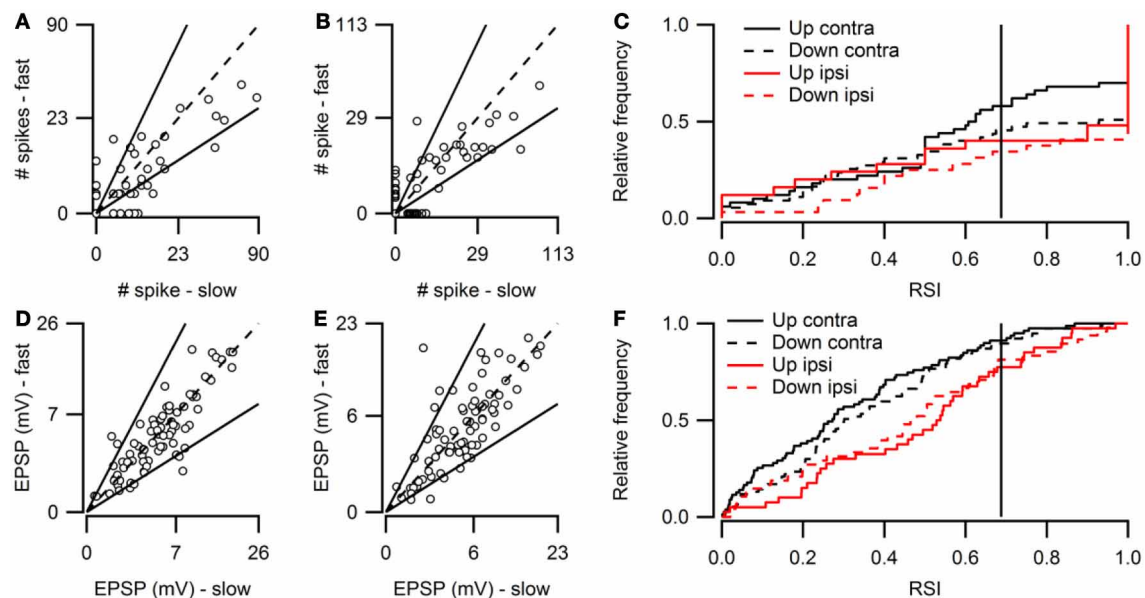 A
90
23
0
# spikes - fast
0
23
90
# spike - slow
B
113
29
0
# spike - fast
0
29
113
# spike - slow
C
1.0
0.5
0.0
Relative frequency
Up contra
Down contra
Up ipsi
Down ipsi
0.0
0.2
0.4
0.6
0.8
1.0
RSI
D
26
7
0
EPSP (mV) - fast
0
7
26
EPSP (mV) - slow
E
23
6
0
EPSP (mV) - fast
0
6
23
EPSP (mV) - slow
F
1.0
0.5
0.0
Relative frequency
Up contra
Down contra
Up ipsi
Down ipsi
0.0
0.2
0.4
0.6
0.8
1.0
RSI